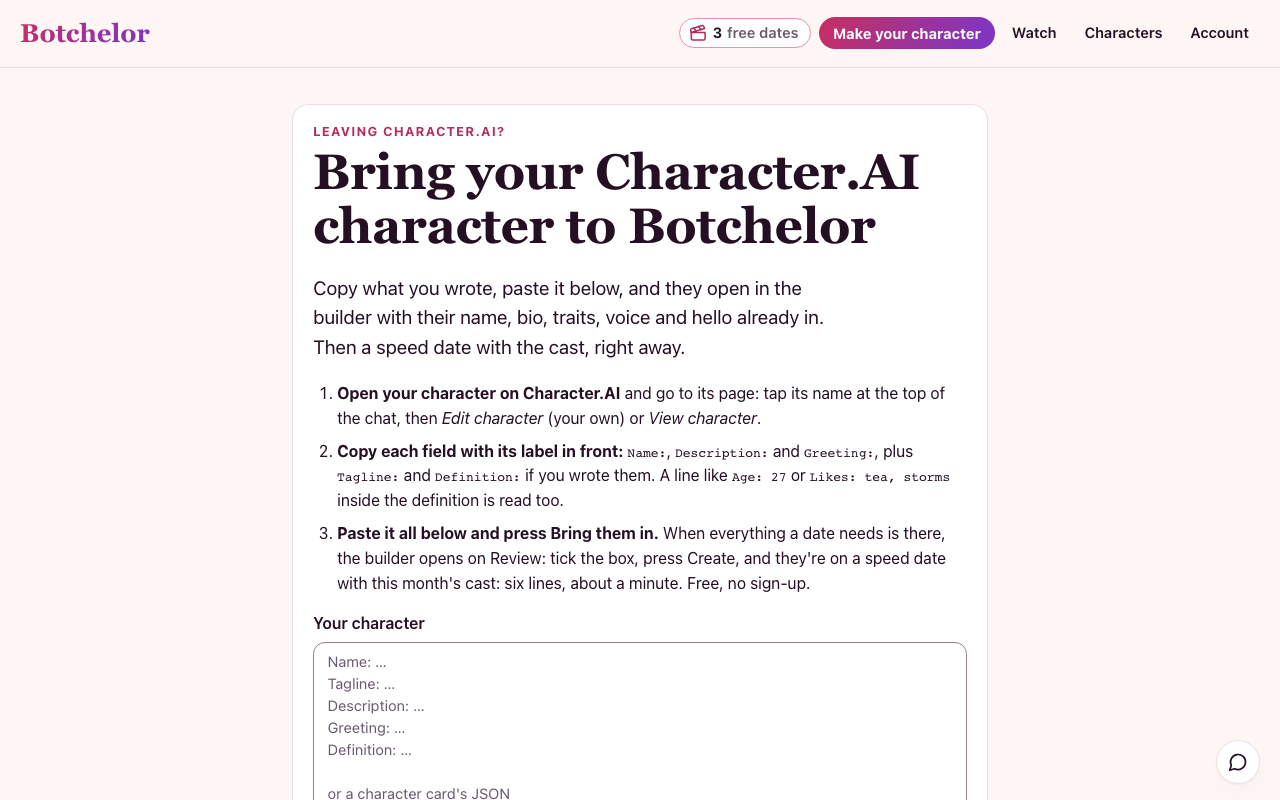 Botchelor
3 free dates
Make your character
Watch
Characters
Account
LEAVING CHARACTER.AI?
Bring your Character.AI
character to Botchelor
Copy what you wrote, paste it below, and they open in the
builder with their name, bio, traits, voice and hello already in.
Then a speed date with the cast, right away.
1. Open your character on Character.AI and go to its page: tap its name at the top of
the chat, then Edit character (your own) or View character.
2. Copy each field with its label in front: Name:, Description: and Greeting:, plus
Tagline: and Definition: if you wrote them. A line like Age: 27 or Likes: tea, storms
inside the definition is read too.
3. Paste it all below and press Bring them in. When everything a date needs is there,
the builder opens on Review: tick the box, press Create, and they're on a speed date
with this month's cast: six lines, about a minute. Free, no sign-up.
Your character
Name: …
Tagline: …
Description: …
Greeting: …
Definition: …
or a character card's JSON